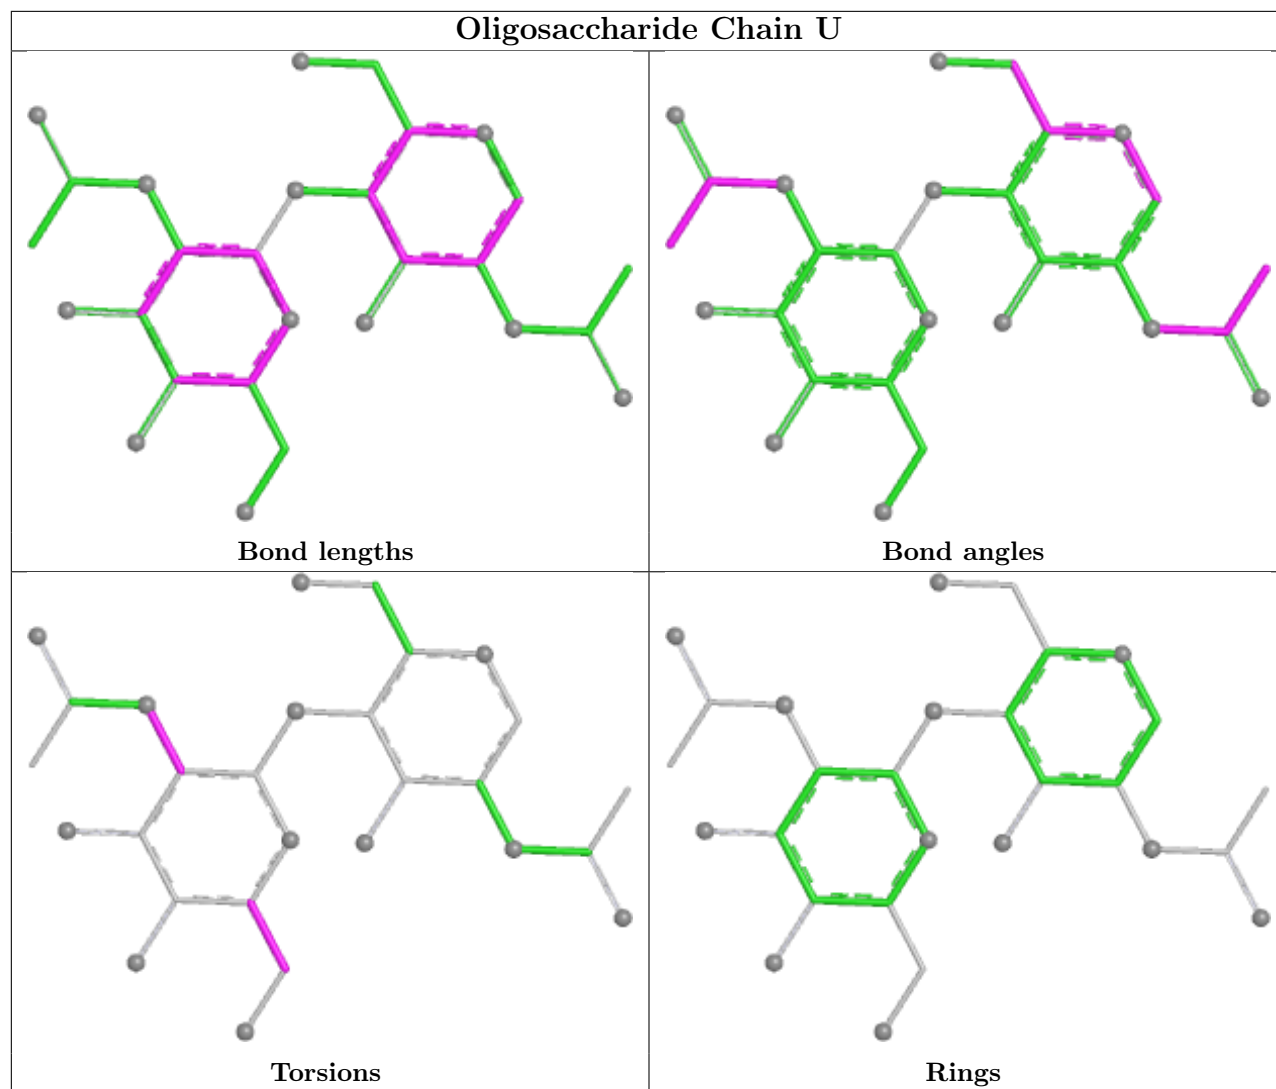 Oligosaccharide Chain U
Bond lengths
Bond angles
Torsions
Rings